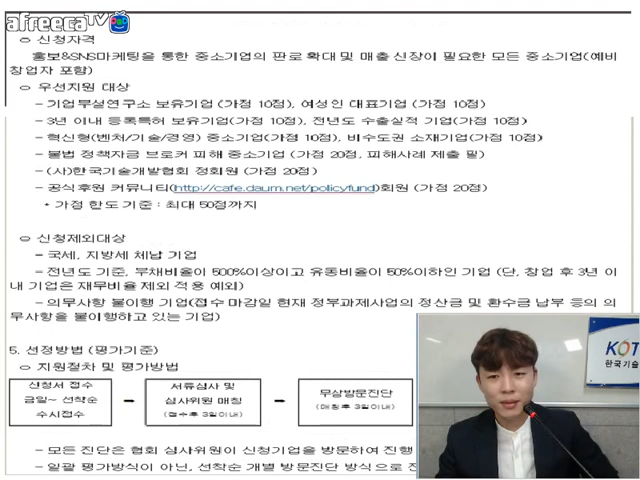 afreecaTV
○ 신청자격
홍보&SNS마케팅을 통한 중소기업의 판로 확대 및 매출 신장이 필요한 모든 중소기업(예비
창업자 포함)
○ 우선지원 대상
- 기업부설연구소 보유기업 (가점 10점), 여성인 대표기업 (가점 10점)
- 3년 이내 등록특허 보유기업(가점 10점), 전년도 수출실적 기업(가점 10점)
- 혁신형(벤처/기술/경영) 중소기업(가점 10점), 비수도권 소재기업(가점 10점)
- 불법 정책자금 브로커 피해 중소기업 (가점 20점, 피해사례 제출 필)
- (사)한국기술개발협회 정회원 (가점 20점)
- 공식후원 커뮤니티(http://cafe.daum.net/policyfund)회원 (가점 20점)
* 가점 한도 기준 : 최대 50점까지
○ 신청제외대상
- 국세, 지방세 체납 기업
- 전년도 기준, 부채비율이 500%이상이고 유동비율이 50%이하인 기업 (단, 창업 후 3년 이
내 기업은 재무비율 제외 적용 예외)
- 의무사항 불이행 기업(접수 마감일 현재 정부과제사업의 정산금 및 환수금 납부 등의 의
무사항을 불이행하고 있는 기업)
5. 선정방법 (평가기준)
○ 지원절차 및 평가방법
신청서 접수
금일~ 선착순
수시접수
서류심사 및
심사위원 매칭
(접수후 3일이내)
무상방문진단
(매칭후 3일이내)
- 모든 진단은 협회 심사위원이 신청기업을 방문하여 진행
- 일괄 평가방식이 아닌, 선착순 개별 방문진단 방식으로 진
KOT
한국기술